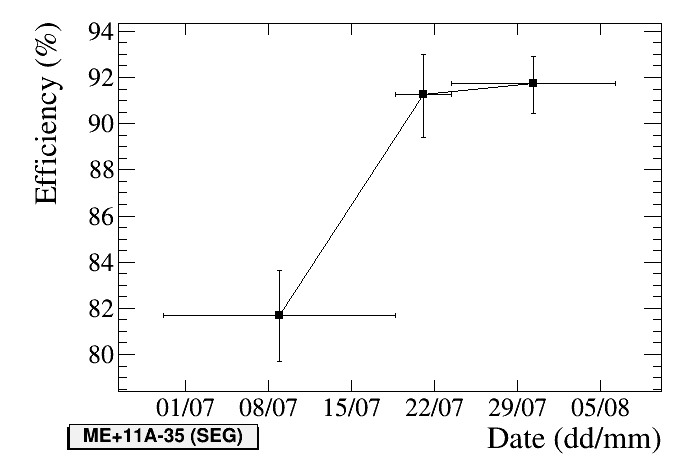 Efficiency (%)
94
92
90
88
86
84
82
80
01/07 08/07 15/07 22/07 29/07 05/08
ME+11A-35 (SEG)
Date (dd/mm)